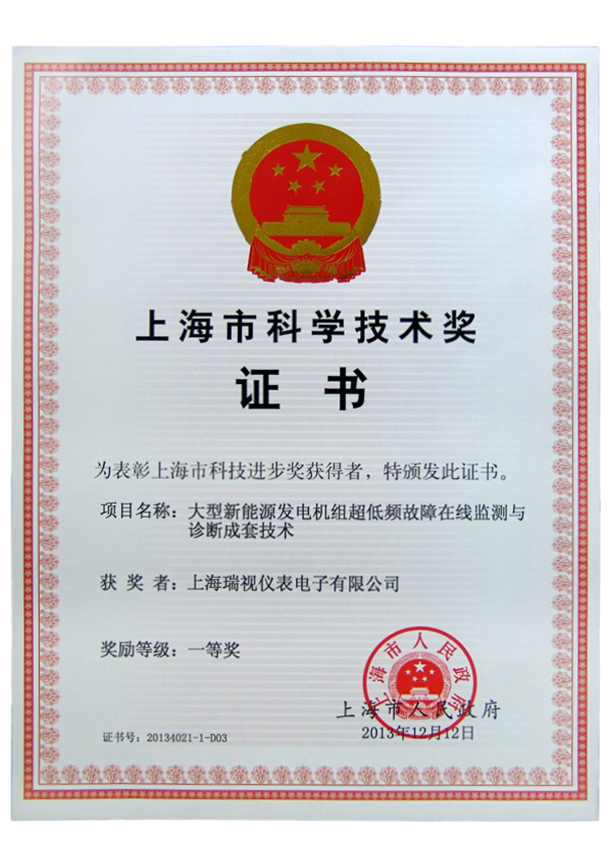 上海市科学技术奖
证 书
为表彰上海市科技进步奖获得者，特颁发此证书。
项目名称：大型新能源发电机组超低频故障在线监测与
诊断成套技术
获 奖 者：上海瑞视仪表电子有限公司
奖励等级：一等奖
上海市人民政府
上海市人民政府
2013年12月12日
证书号：20134021-1-D03